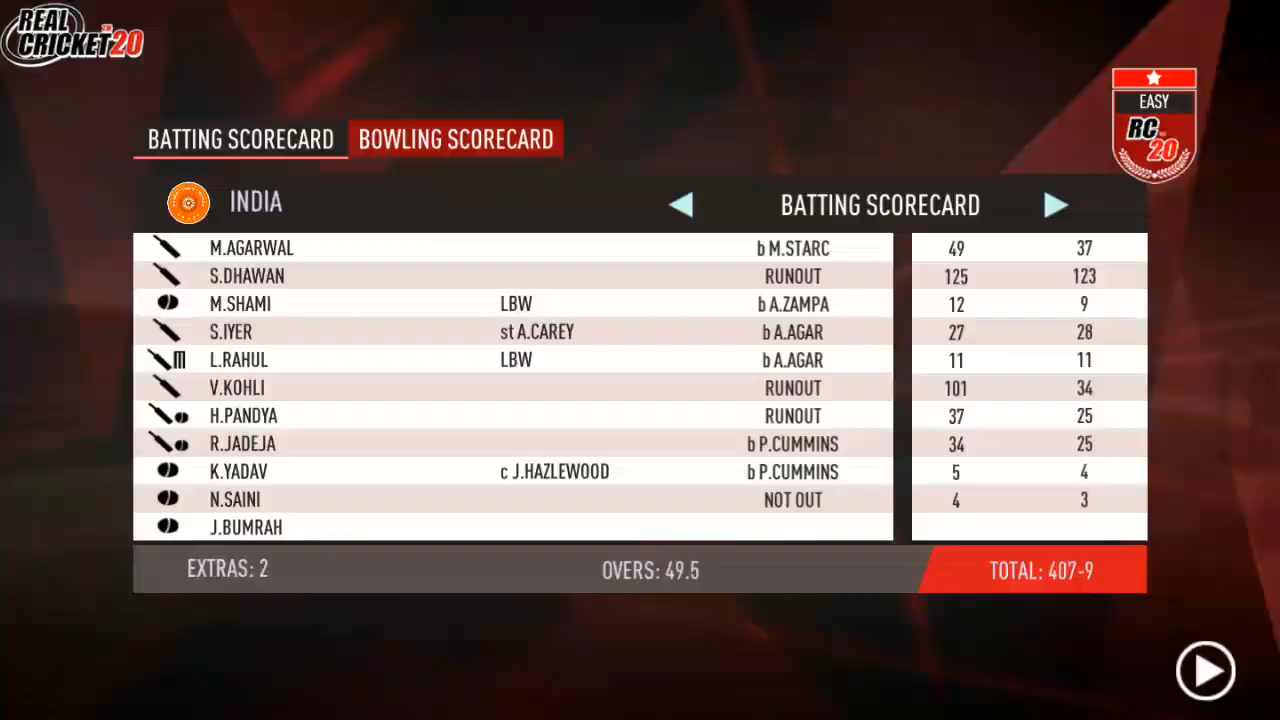 REAL
CRICKET™20
EASY
RC™
20
BATTING SCORECARD BOWLING SCORECARD
INDIA BATTING SCORECARD
M.AGARWAL b M.STARC 49 37
S.DHAWAN RUNOUT 125 123
M.SHAMI LBW b A.ZAMPA 12 9
S.IYER st A.CAREY b A.AGAR 27 28
L.RAHUL LBW b A.AGAR 11 11
V.KOHLI RUNOUT 101 34
H.PANDYA RUNOUT 37 25
R.JADEJA b P.CUMMINS 34 25
K.YADAV c J.HAZLEWOOD b P.CUMMINS 5 4
N.SAINI NOT OUT 4 3
J.BUMRAH
EXTRAS: 2 OVERS: 49.5 TOTAL: 407-9